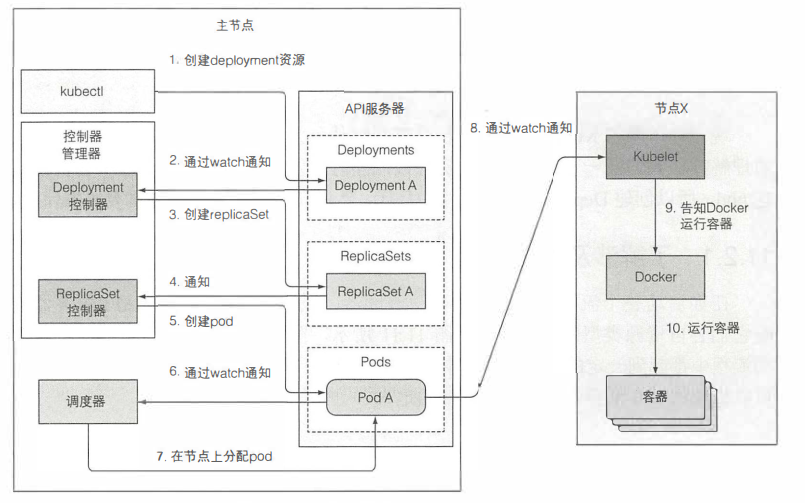 主节点
1. 创建deployment资源
kubectl
API服务器
控制器
管理器
Deployments
2. 通过watch通知
Deployment
控制器
Deployment A
3. 创建replicaSet
ReplicaSets
4. 通知
ReplicaSet
控制器
ReplicaSet A
5. 创建pod
Pods
6. 通过watch通知
调度器
Pod A
7. 在节点上分配pod
8. 通过watch通知
节点X
Kubelet
9. 告知Docker
运行容器
Docker
10. 运行容器
容器